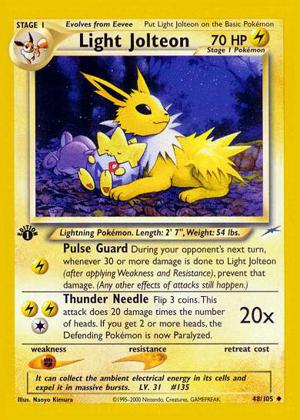 STAGE 1
Evolves from Eevee
Put Light Jolteon on the Basic Pokémon
Light Jolteon
70 HP
Stage 1 Pokémon
EDITION
1
Lightning Pokémon. Length: 2' 7", Weight: 54 lbs.
Pulse Guard During your opponent's next turn,
whenever 30 or more damage is done to Light Jolteon
(after applying Weakness and Resistance), prevent that
damage. (Any other effects of attacks still happen.)
Thunder Needle Flip 3 coins. This
attack does 20 damage times the number
of heads. If you get 2 or more heads, the
Defending Pokémon is now Paralyzed.
20x
weakness
resistance
retreat cost
It can collect the ambient electrical energy in its cells and
expel it in massive bursts. LV. 31 #135
Illus. Naoyo Kimura
©1995-2000 Nintendo, Creatures, GAMEFREAK.
48/105